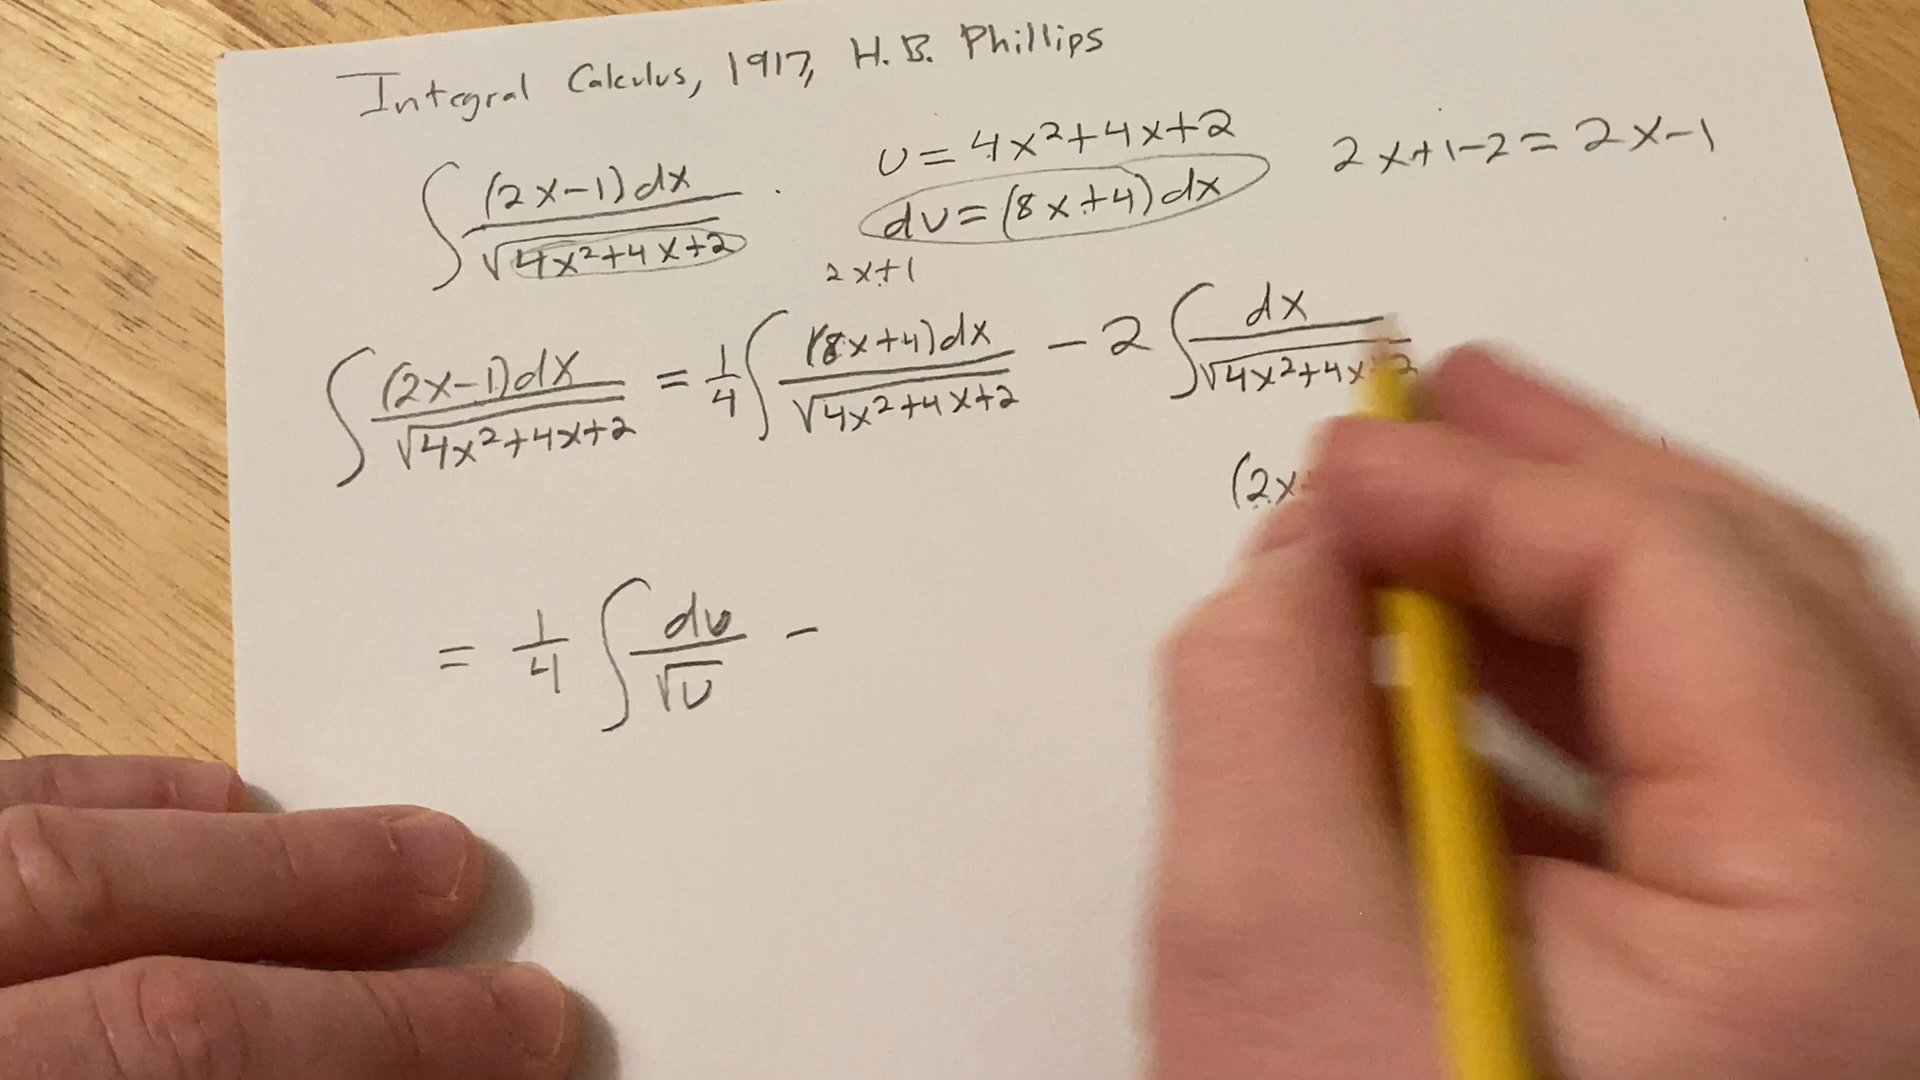 Integral Calculus, 1917, H.B. Phillips
∫ (2x-1)dx / √4x²+4x+2 . u = 4x²+4x+2 2x+1-2 = 2x-1
du = (8x+4)dx
2x+1
∫ (2x-1)dx / √4x²+4x+2 = 1/4 ∫ (8x+4)dx / √4x²+4x+2 - 2 ∫ dx / √4x²+4x+2
(2x
= 1/4 ∫ du / √u -